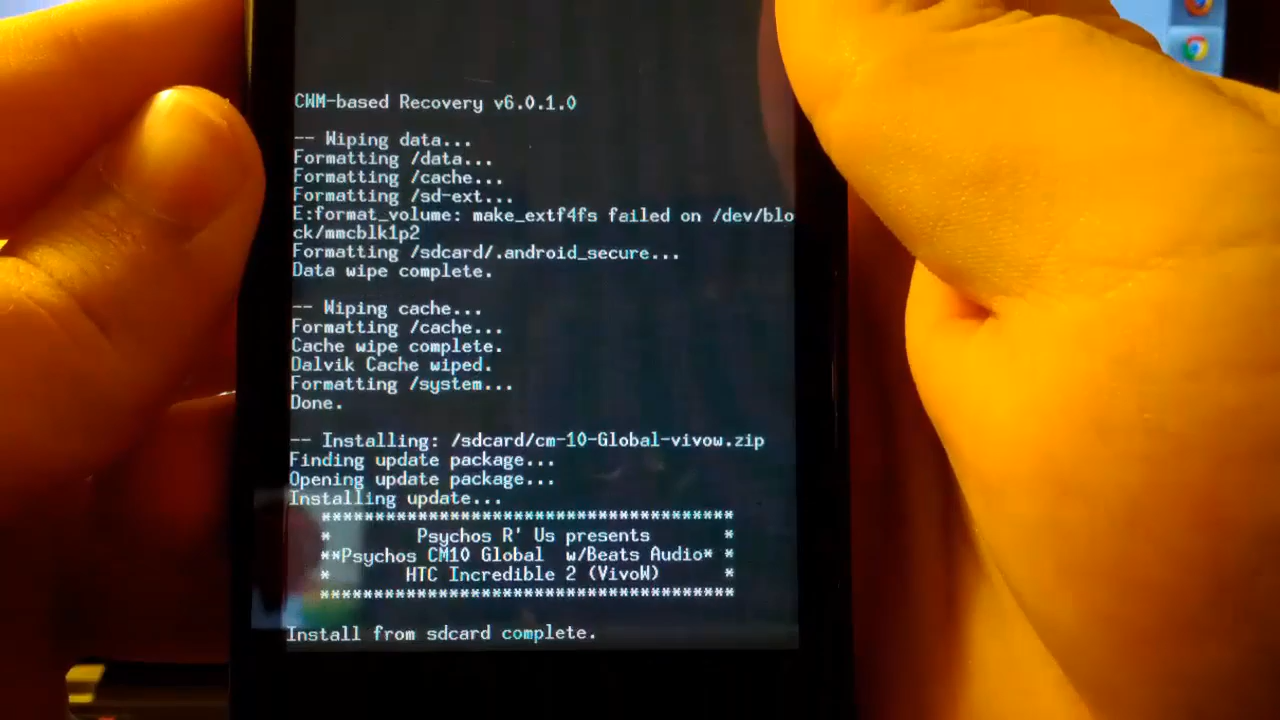 CWM-based Recovery v6.0.1.0
-- Wiping data...
Formatting /data...
Formatting /cache...
Formatting /sd-ext...
E:format_volume: make_extf4fs failed on /dev/blo
ck/mmcblk1p2
Formatting /sdcard/.android_secure...
Data wipe complete.
-- Wiping cache...
Formatting /cache...
Cache wipe complete.
Dalvik Cache wiped.
Formatting /system...
Done.
-- Installing: /sdcard/cm-10-Global-vivow.zip
Finding update package...
Opening update package...
Installing update...
***************************************
* Psychos R' Us presents *
**Psychos CM10 Global w/Beats Audio* *
* HTC Incredible 2 (VivoW) *
***************************************
Install from sdcard complete.